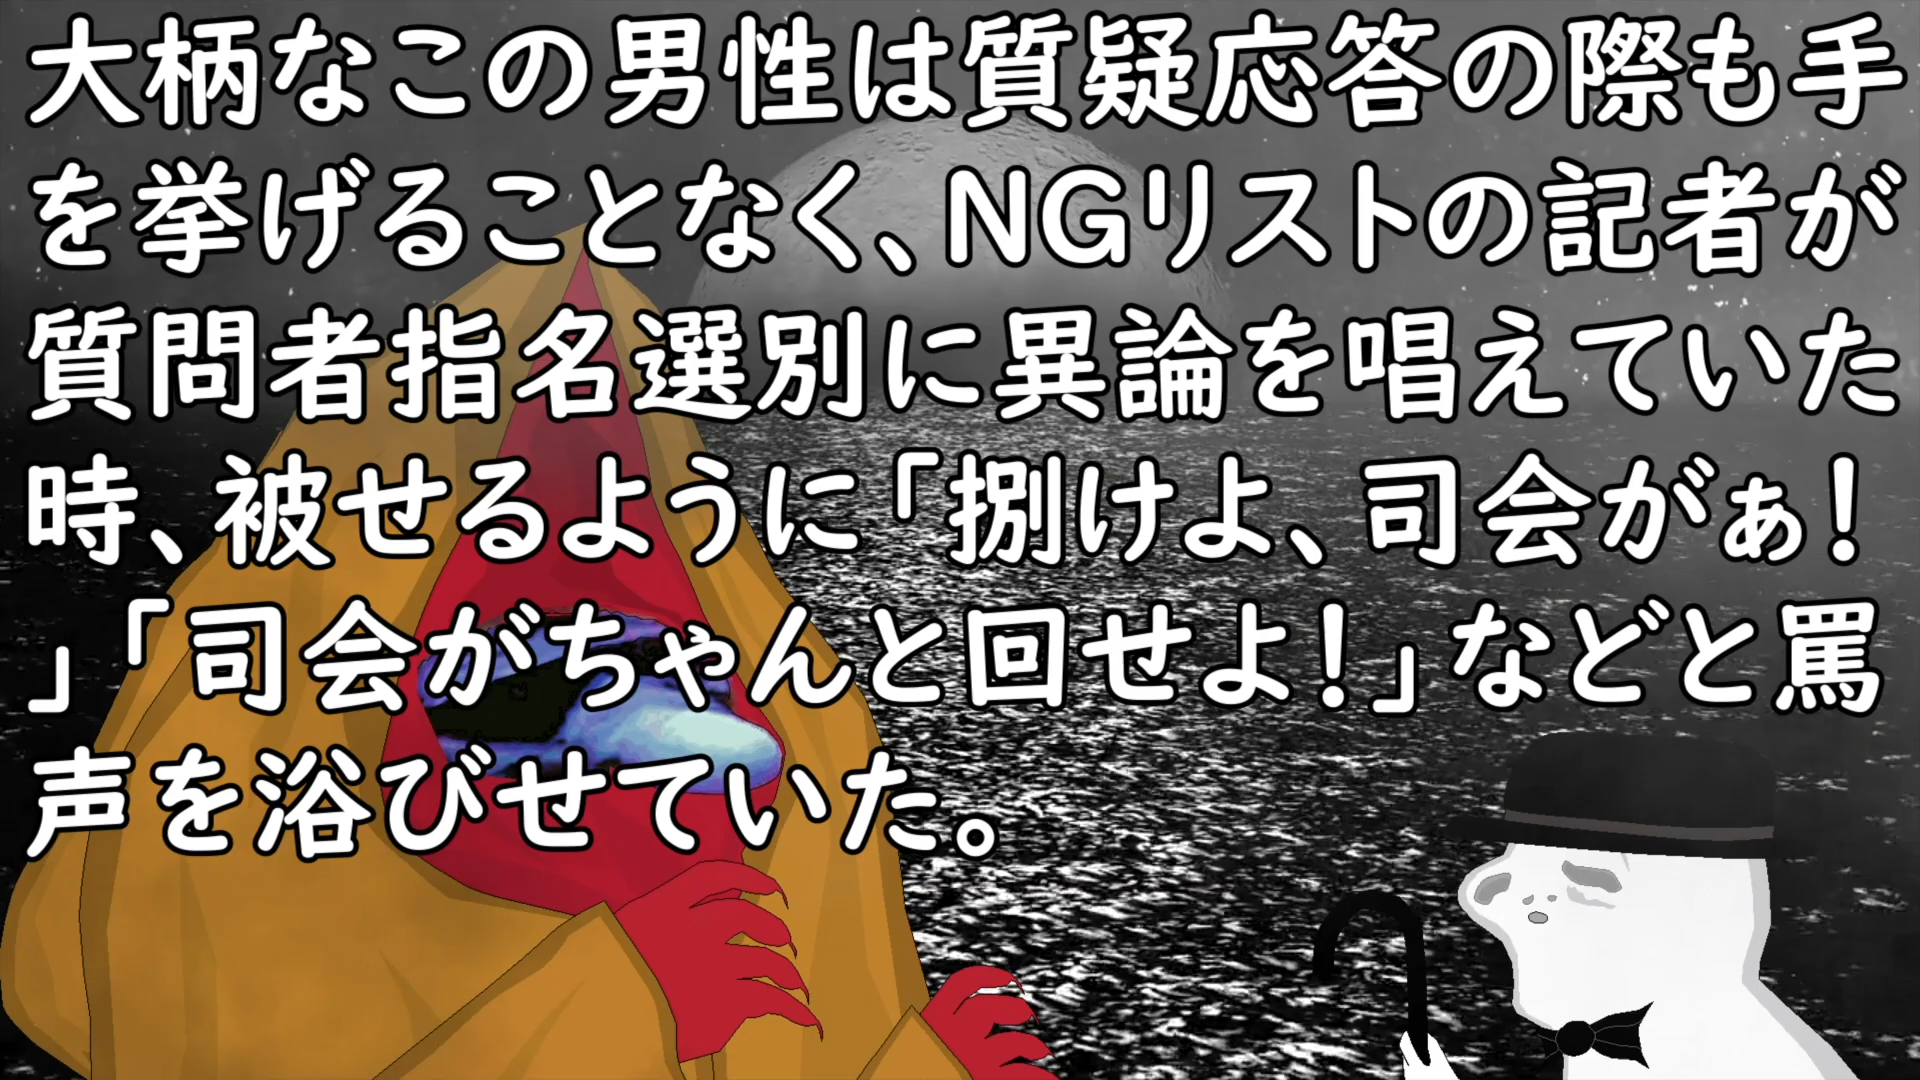 大柄なこの男性は質疑応答の際も手
を挙げることなく、NGリストの記者が
質問者指名選別に異論を唱えていた
時、被せるように「捌けよ、司会がぁ！
」「司会がちゃんと回せよ！」などと罵
声を浴びせていた。